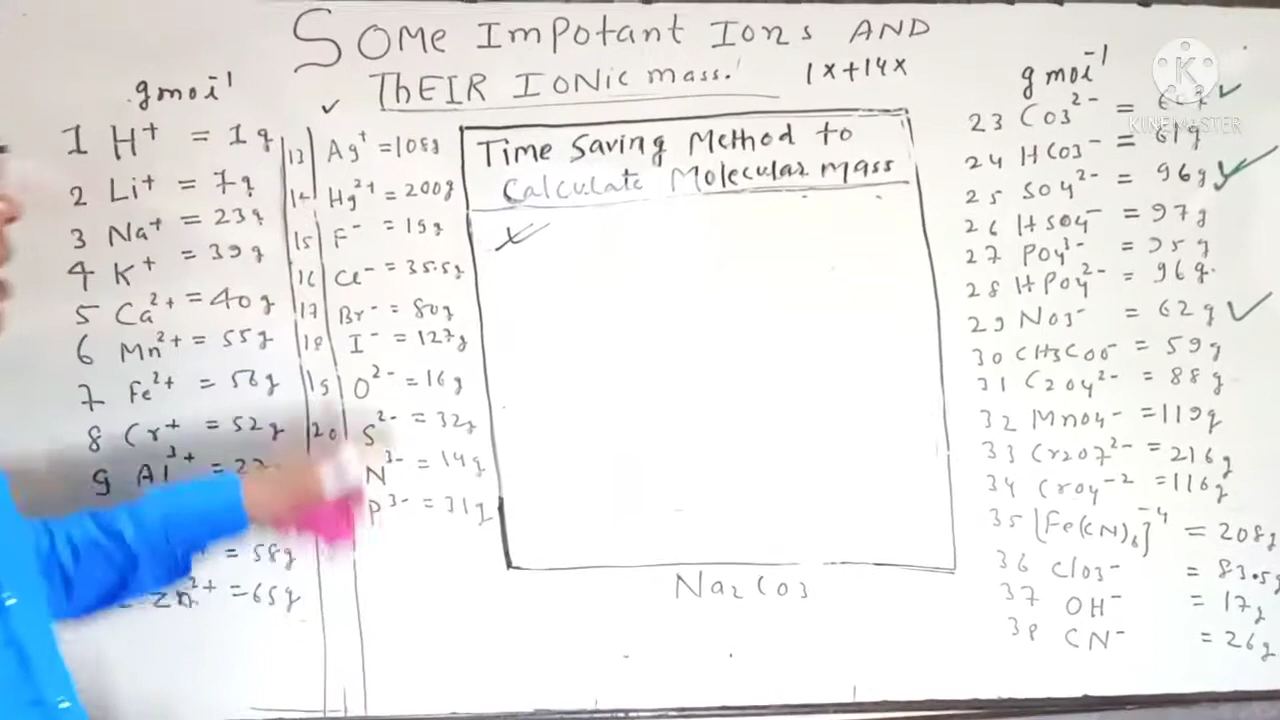 SOME ImPotant Ions AND
THEIR IONIC mass.
1x+14x
gmol-1
1 H+ = 1g
2 Li+ = 7g
3 Na+ = 23g
4 K+ = 39g
5 Ca2+ = 40g
6 Mn2+ = 55g
7 Fe2+ = 56g
8 Cr+ = 52g
9 Al3+
= 58g
Zn2+ = 65g
13 Ag+ = 108g
14 Hg2+ = 200g
15 F- = 19g
16 Cl- = 35.5g
17 Br- = 80g
18 I- = 127g
19 O2- = 16g
20 S2- = 32g
N3- = 14g
P3- = 31g
Time Saving Method to
Calculate Molecular mass
Na2CO3
gmol-1
23 CO32- =
24 HCO3- = 61g
25 SO42- = 96g
26 HSO4- = 97g
27 PO43- = 95g
28 HPO42- = 96g.
29 NO3- = 62g
30 CH3COO- = 59g
31 C2O42- = 88g
32 MnO4- = 119g
33 Cr2O72- = 216g
34 CrO4-2 = 116g
35 [Fe(CN)6]-4 = 208g
36 ClO3- = 83.5g
37 OH- = 17g
38 CN- = 26g
KINEMASTER